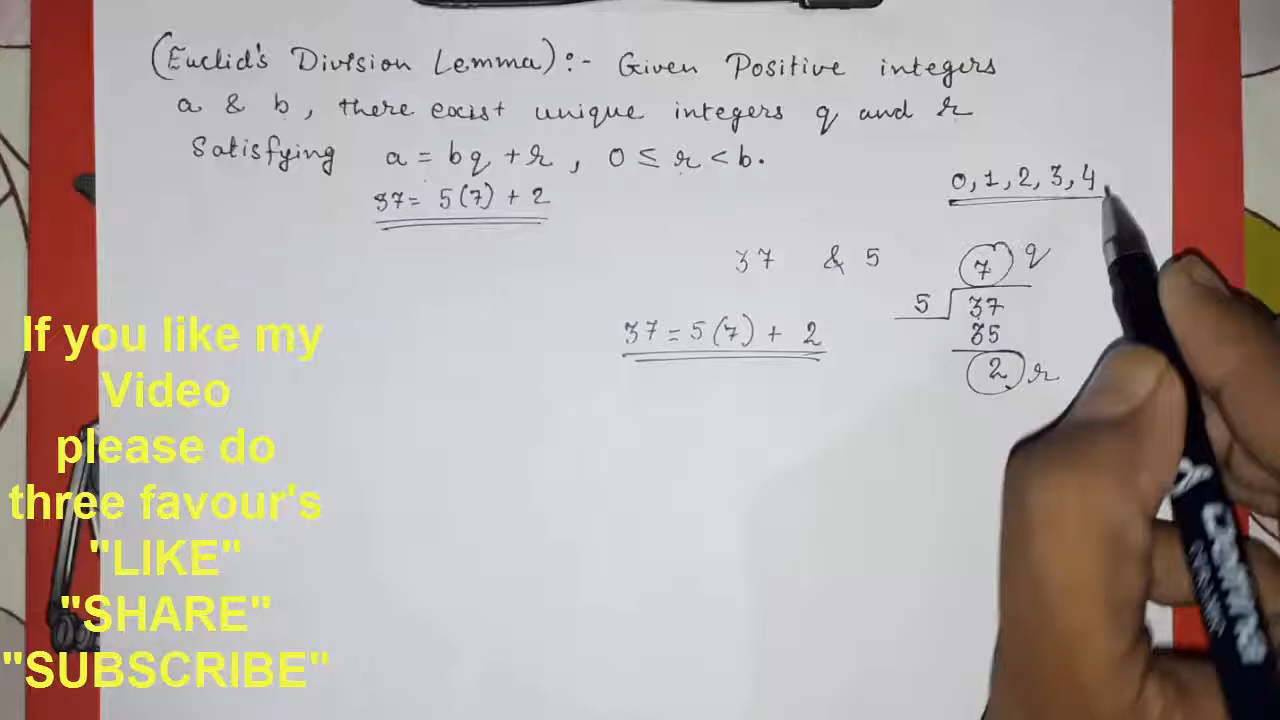 (Euclid's Division Lemma):- Given Positive integers
a & b, there exist unique integers q and r
Satisfying a = bq + r, 0 ≤ r < b.
37 = 5(7) + 2
0, 1, 2, 3, 4
37 & 5
7 q
5 37
35
2 r
37 = 5(7) + 2
If you like my
Video
please do
three favour's
"LIKE"
"SHARE"
"SUBSCRIBE"